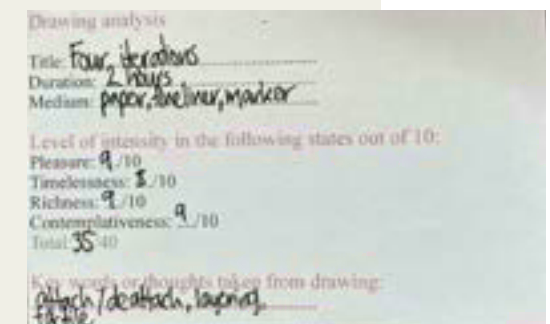 Drawing analysis
Title: Four, iterations
Duration: 2 hours
Medium: paper, fineliner, marker
Level of intensity in the following states out of 10:
Pleasure: 9 /10
Timelessness: 8 /10
Richness: 9 /10
Contemplativeness: 9 /10
Total 35 /40
Key words or thoughts taken from drawing:
attach / deattach, layering,